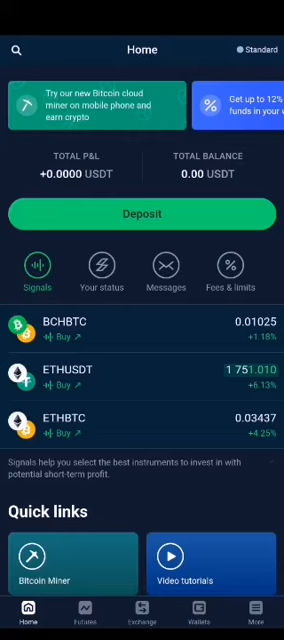 Home
Standard
Try our new Bitcoin cloud
miner on mobile phone and
earn crypto
Get up to 12%
funds in your
TOTAL P&L
+0.0000 USDT
TOTAL BALANCE
0.00 USDT
Deposit
Signals
Your status
Messages
Fees & limits
BCHBTC
0.01025
Buy ↗
+1.18%
ETHUSDT
1 751.010
Buy ↗
+6.13%
ETHBTC
0.03437
Buy ↗
+4.25%
Signals help you select the best instruments to invest in with
potential short-term profit.
Quick links
Bitcoin Miner
Video tutorials
Home
Futures
Exchange
Wallets
More